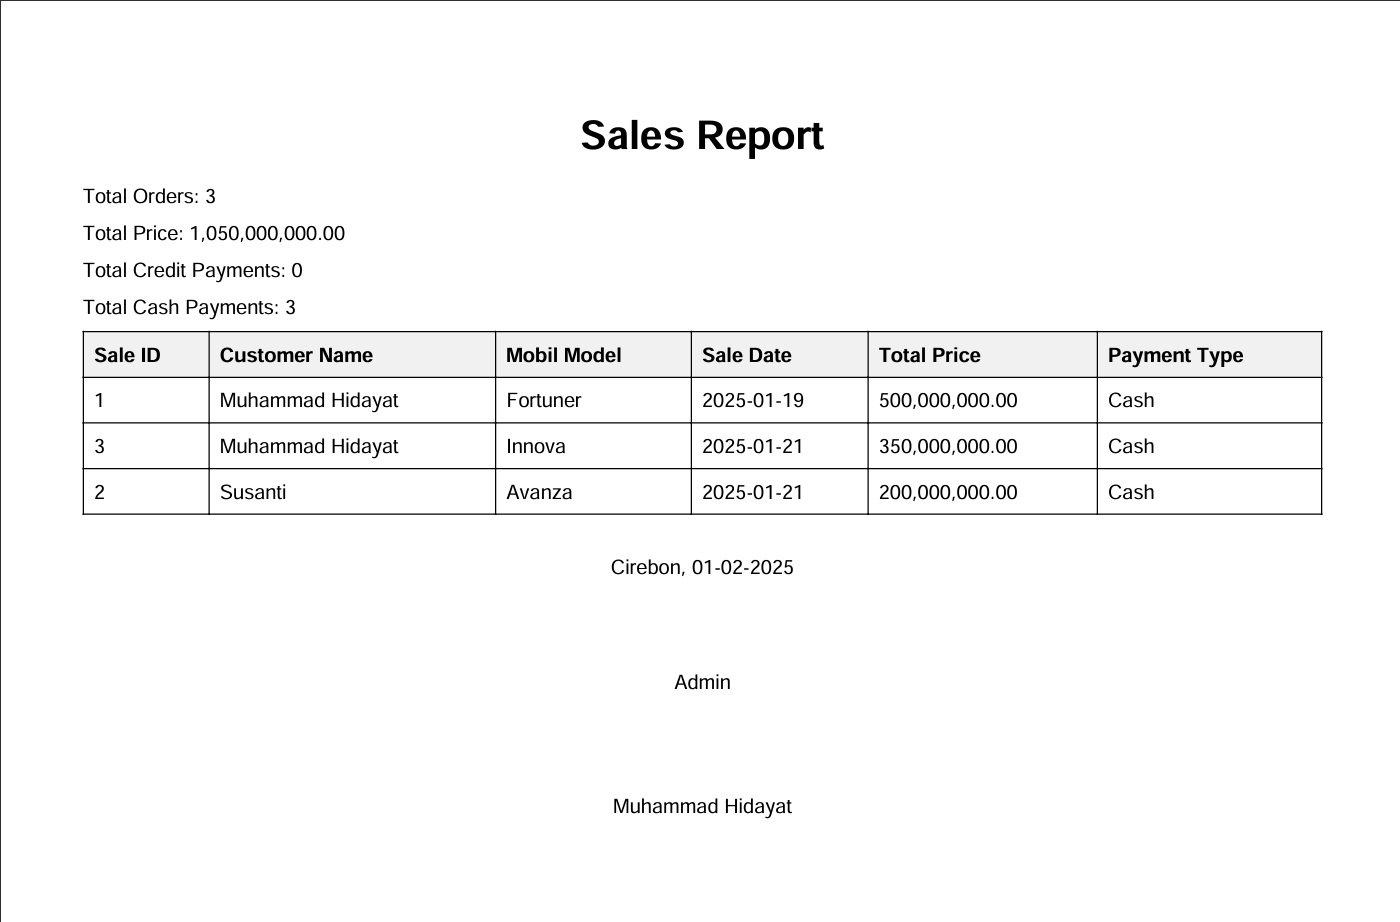 Sales Report
Total Orders: 3
Total Price: 1,050,000,000.00
Total Credit Payments: 0
Total Cash Payments: 3
Sale ID Customer Name Mobil Model Sale Date Total Price Payment Type
1 Muhammad Hidayat Fortuner 2025-01-19 500,000,000.00 Cash
3 Muhammad Hidayat Innova 2025-01-21 350,000,000.00 Cash
2 Susanti Avanza 2025-01-21 200,000,000.00 Cash
Cirebon, 01-02-2025
Admin
Muhammad Hidayat